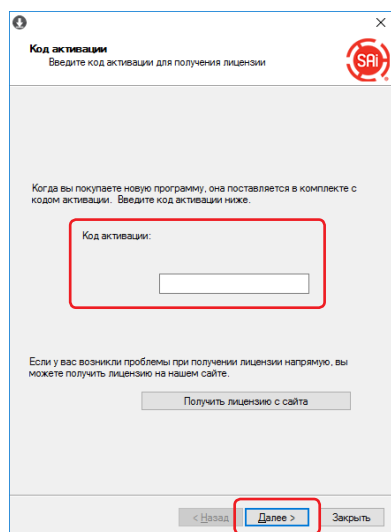 Код активации
Введите код активации для получения лицензии
SAi
Когда вы покупаете новую программу, она поставляется в комплекте с
кодом активации. Введите код активации ниже.
Код активации:
Если у вас возникли проблемы при получении лицензии напрямую, вы
можете получить лицензию на нашем сайте.
Получить лицензию с сайта
< Назад Далее > Закрыть